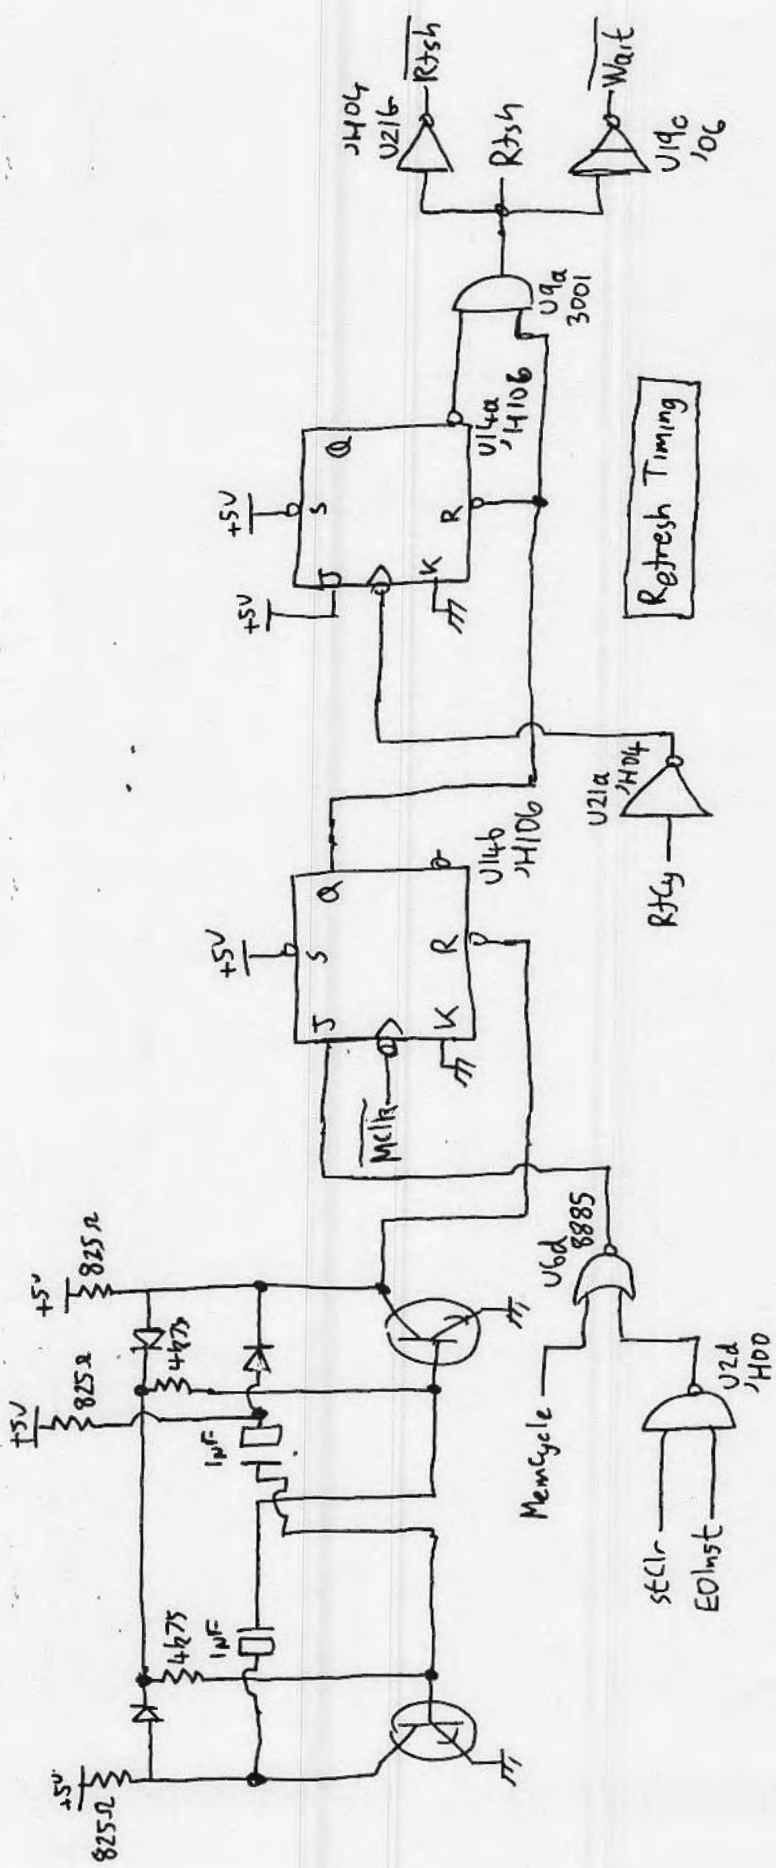 +5V
825Ω
+5V
825Ω
+5V
825Ω
4k75
1µF
1µF
4k75
MemCycle
StClr
EOInst
U2d
'H00
U6d
8885
+5V
J
S
Q
Mclk
K
R
U14b
'H106
RfCy
U21a
'H04
+5V
+5V
J
S
Q
K
R
U14a
'H106
U9a
3001
'H04
U21b
Rfsh
Rfsh
Wait
U19c
'06
Refresh Timing